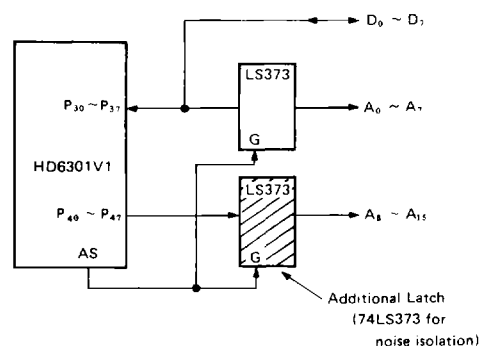 D₀ ~ D₇
LS373
P₃₀ ~ P₃₇
A₀ ~ A₇
G
HD6301V1
LS373
P₄₀ ~ P₄₇
A₈ ~ A₁₅
AS
G
Additional Latch
(74LS373 for
noise isolation)